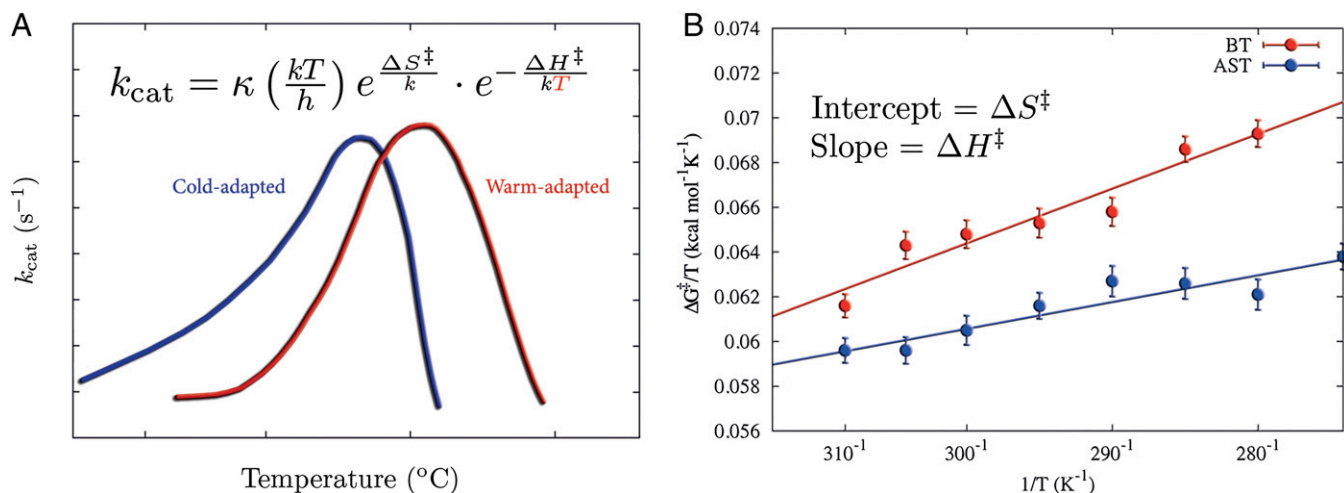 A
k_cat = κ (kT/h) e^(ΔS‡/k) · e^(−ΔH‡/kT)
Cold-adapted
Warm-adapted
k_cat (s⁻¹)
Temperature (°C)
B
BT
AST
Intercept = ΔS‡
Slope = ΔH‡
ΔG‡/T (kcal mol⁻¹K⁻¹)
0.074
0.072
0.07
0.068
0.066
0.064
0.062
0.06
0.058
0.056
310⁻¹ 300⁻¹ 290⁻¹ 280⁻¹
1/T (K⁻¹)